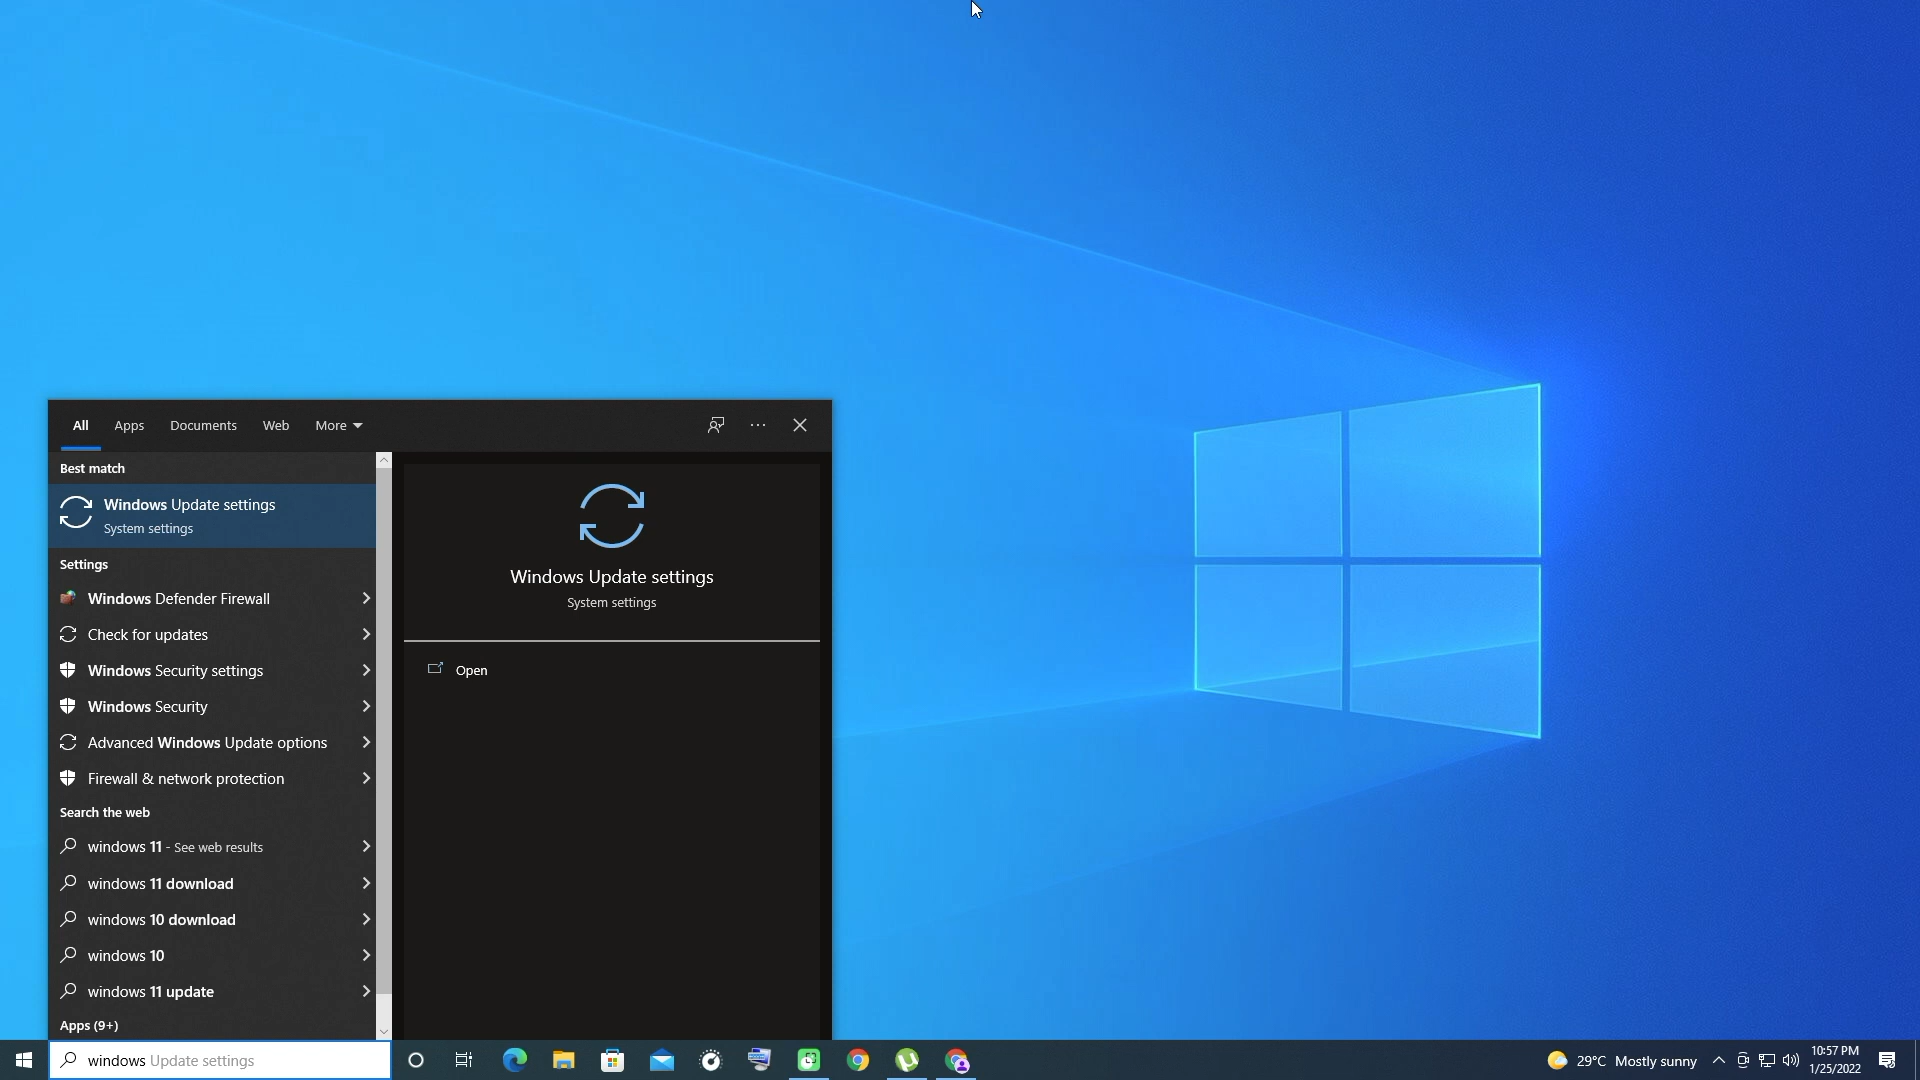 All Apps Documents Web More
Best match
Windows Update settings
System settings
Settings
Windows Defender Firewall
Check for updates
Windows Security settings
Windows Security
Advanced Windows Update options
Firewall & network protection
Search the web
windows 11 - See web results
windows 11 download
windows 10 download
windows 10
windows 11 update
Apps (9+)
Windows Update settings
System settings
Open
windows Update settings
29°C Mostly sunny
10:57 PM
1/25/2022